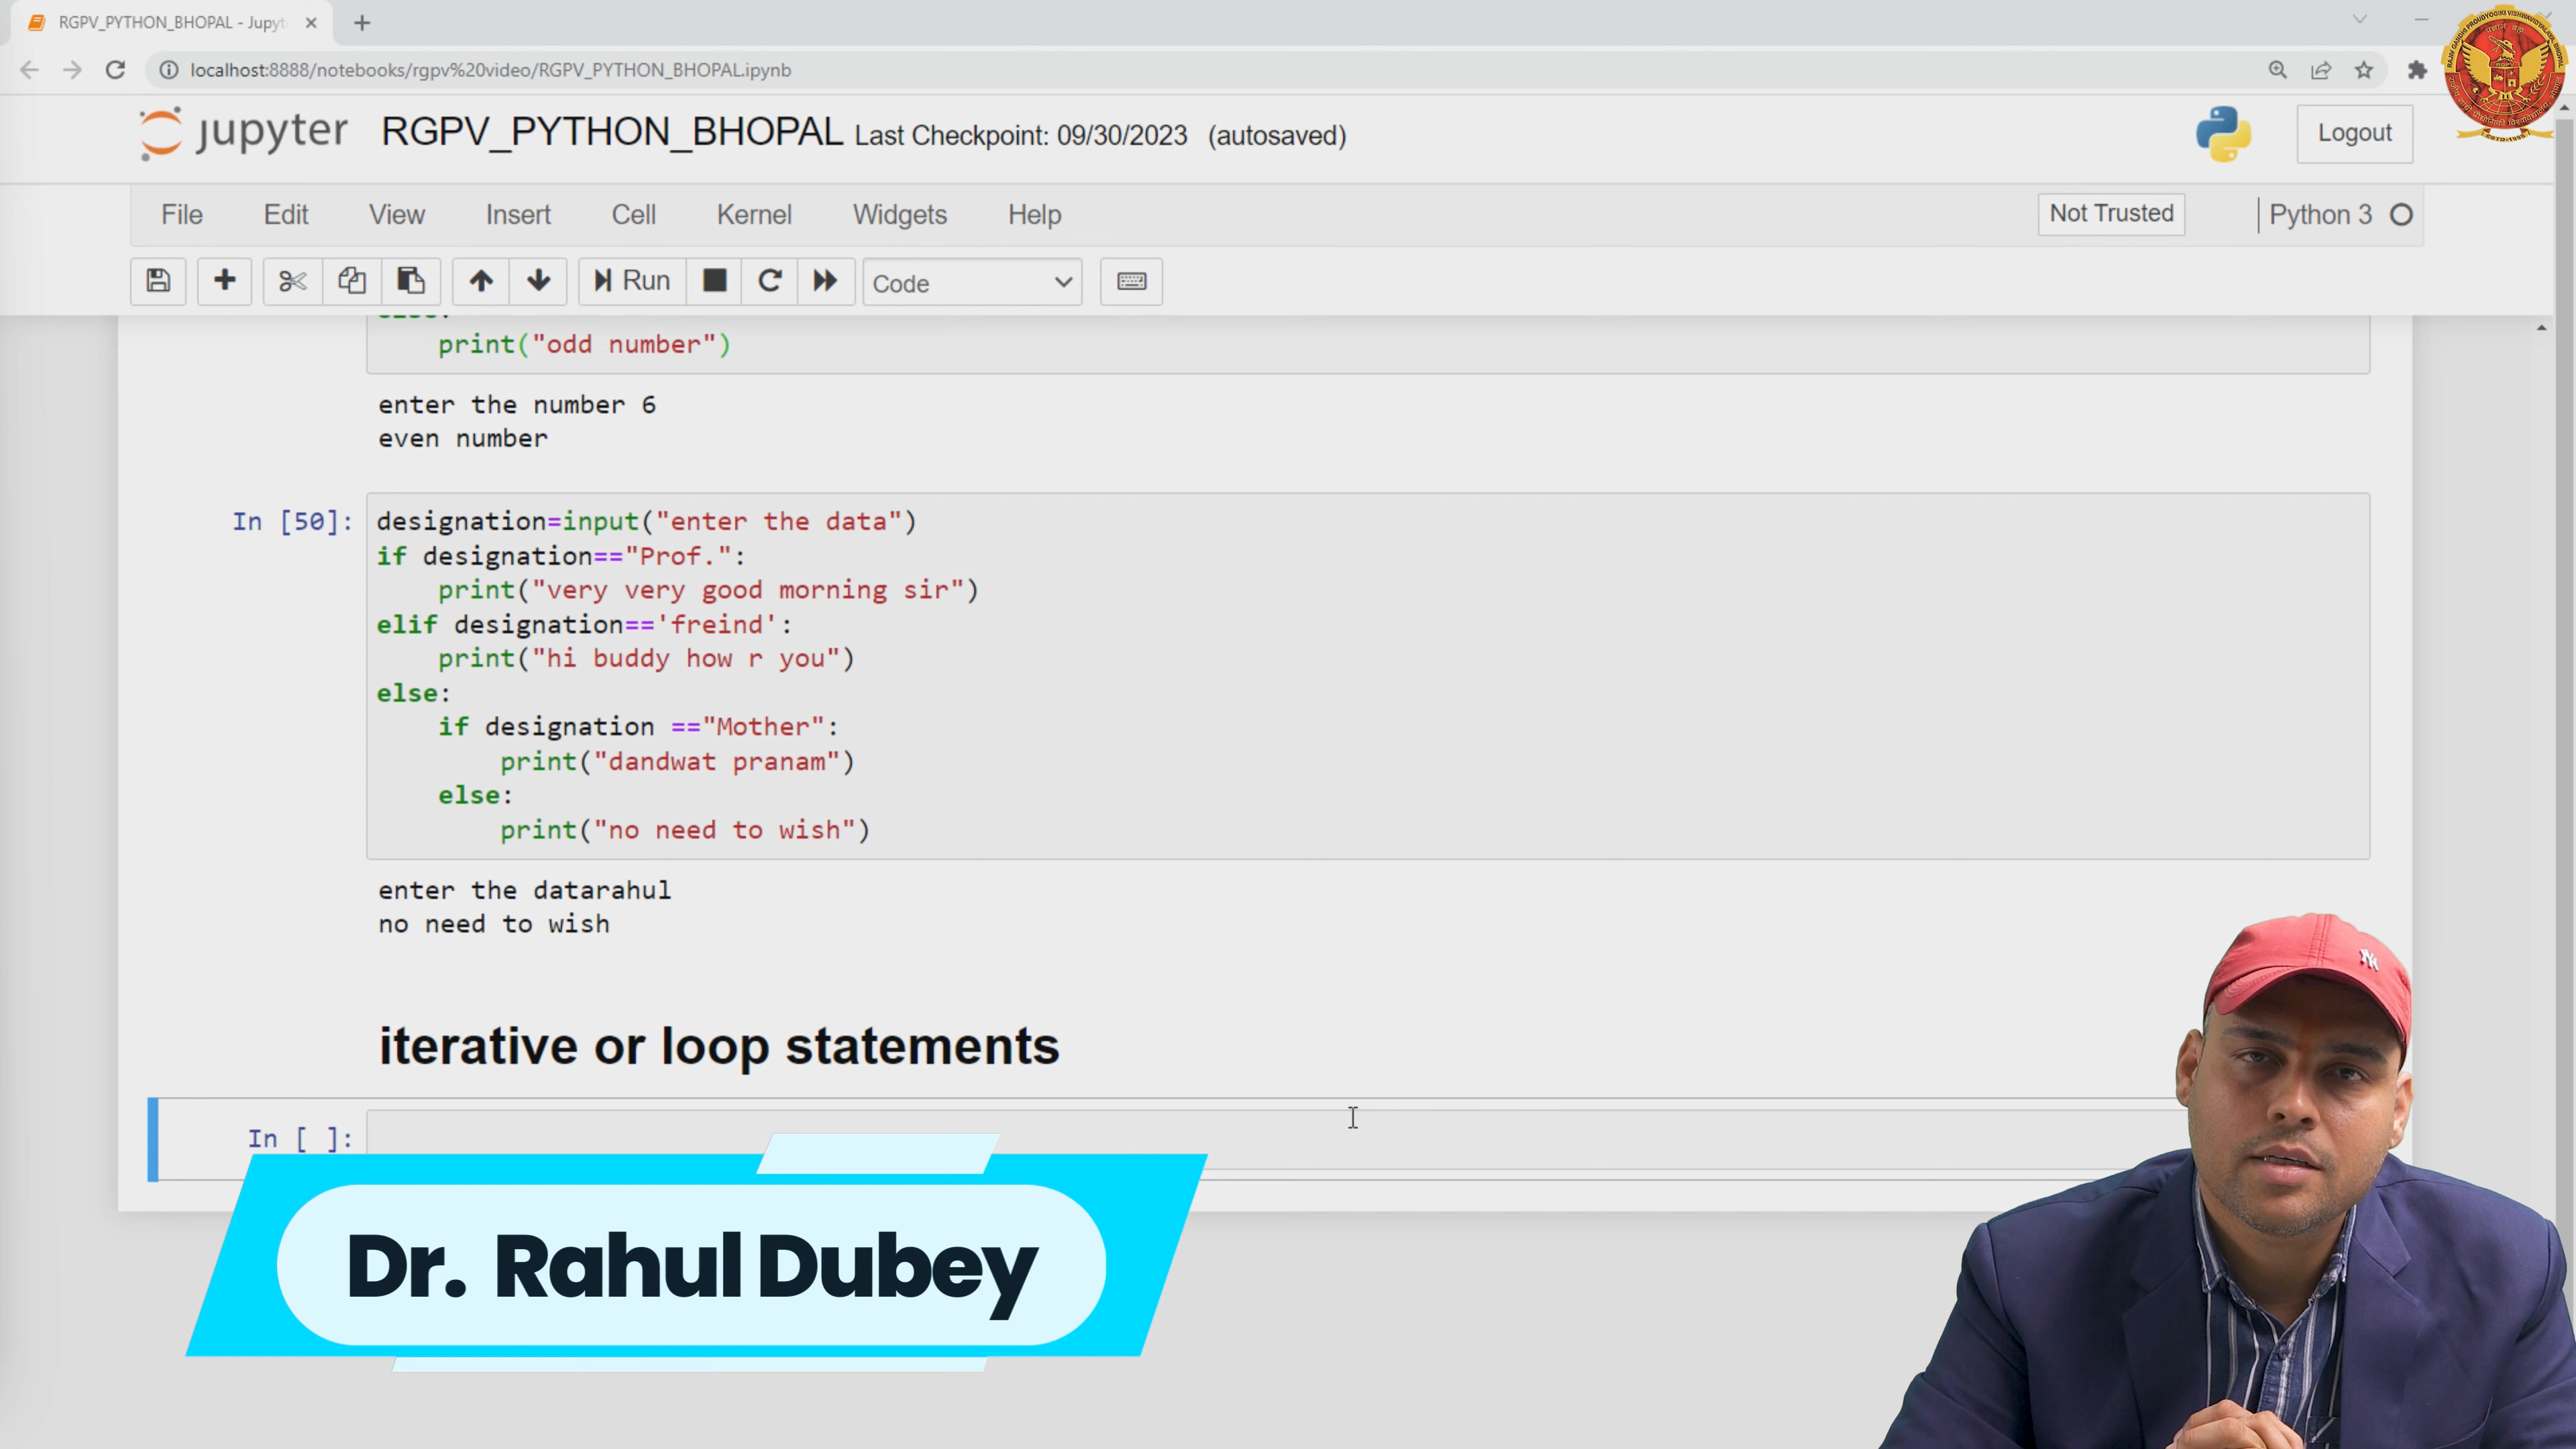 RGPV_PYTHON_BHOPAL - Jupyt
localhost:8888/notebooks/rgpv%20video/RGPV_PYTHON_BHOPAL.ipynb
jupyter RGPV_PYTHON_BHOPAL Last Checkpoint: 09/30/2023 (autosaved)
Logout
File Edit View Insert Cell Kernel Widgets Help
Not Trusted
Python 3
Run
Code
print("odd number")
enter the number 6
even number
In [50]: designation=input("enter the data")
if designation=="Prof.":
print("very very good morning sir")
elif designation=='freind':
print("hi buddy how r you")
else:
if designation =="Mother":
print("dandwat pranam")
else:
print("no need to wish")
enter the datarahul
no need to wish
iterative or loop statements
In [ ]:
Dr. Rahul Dubey